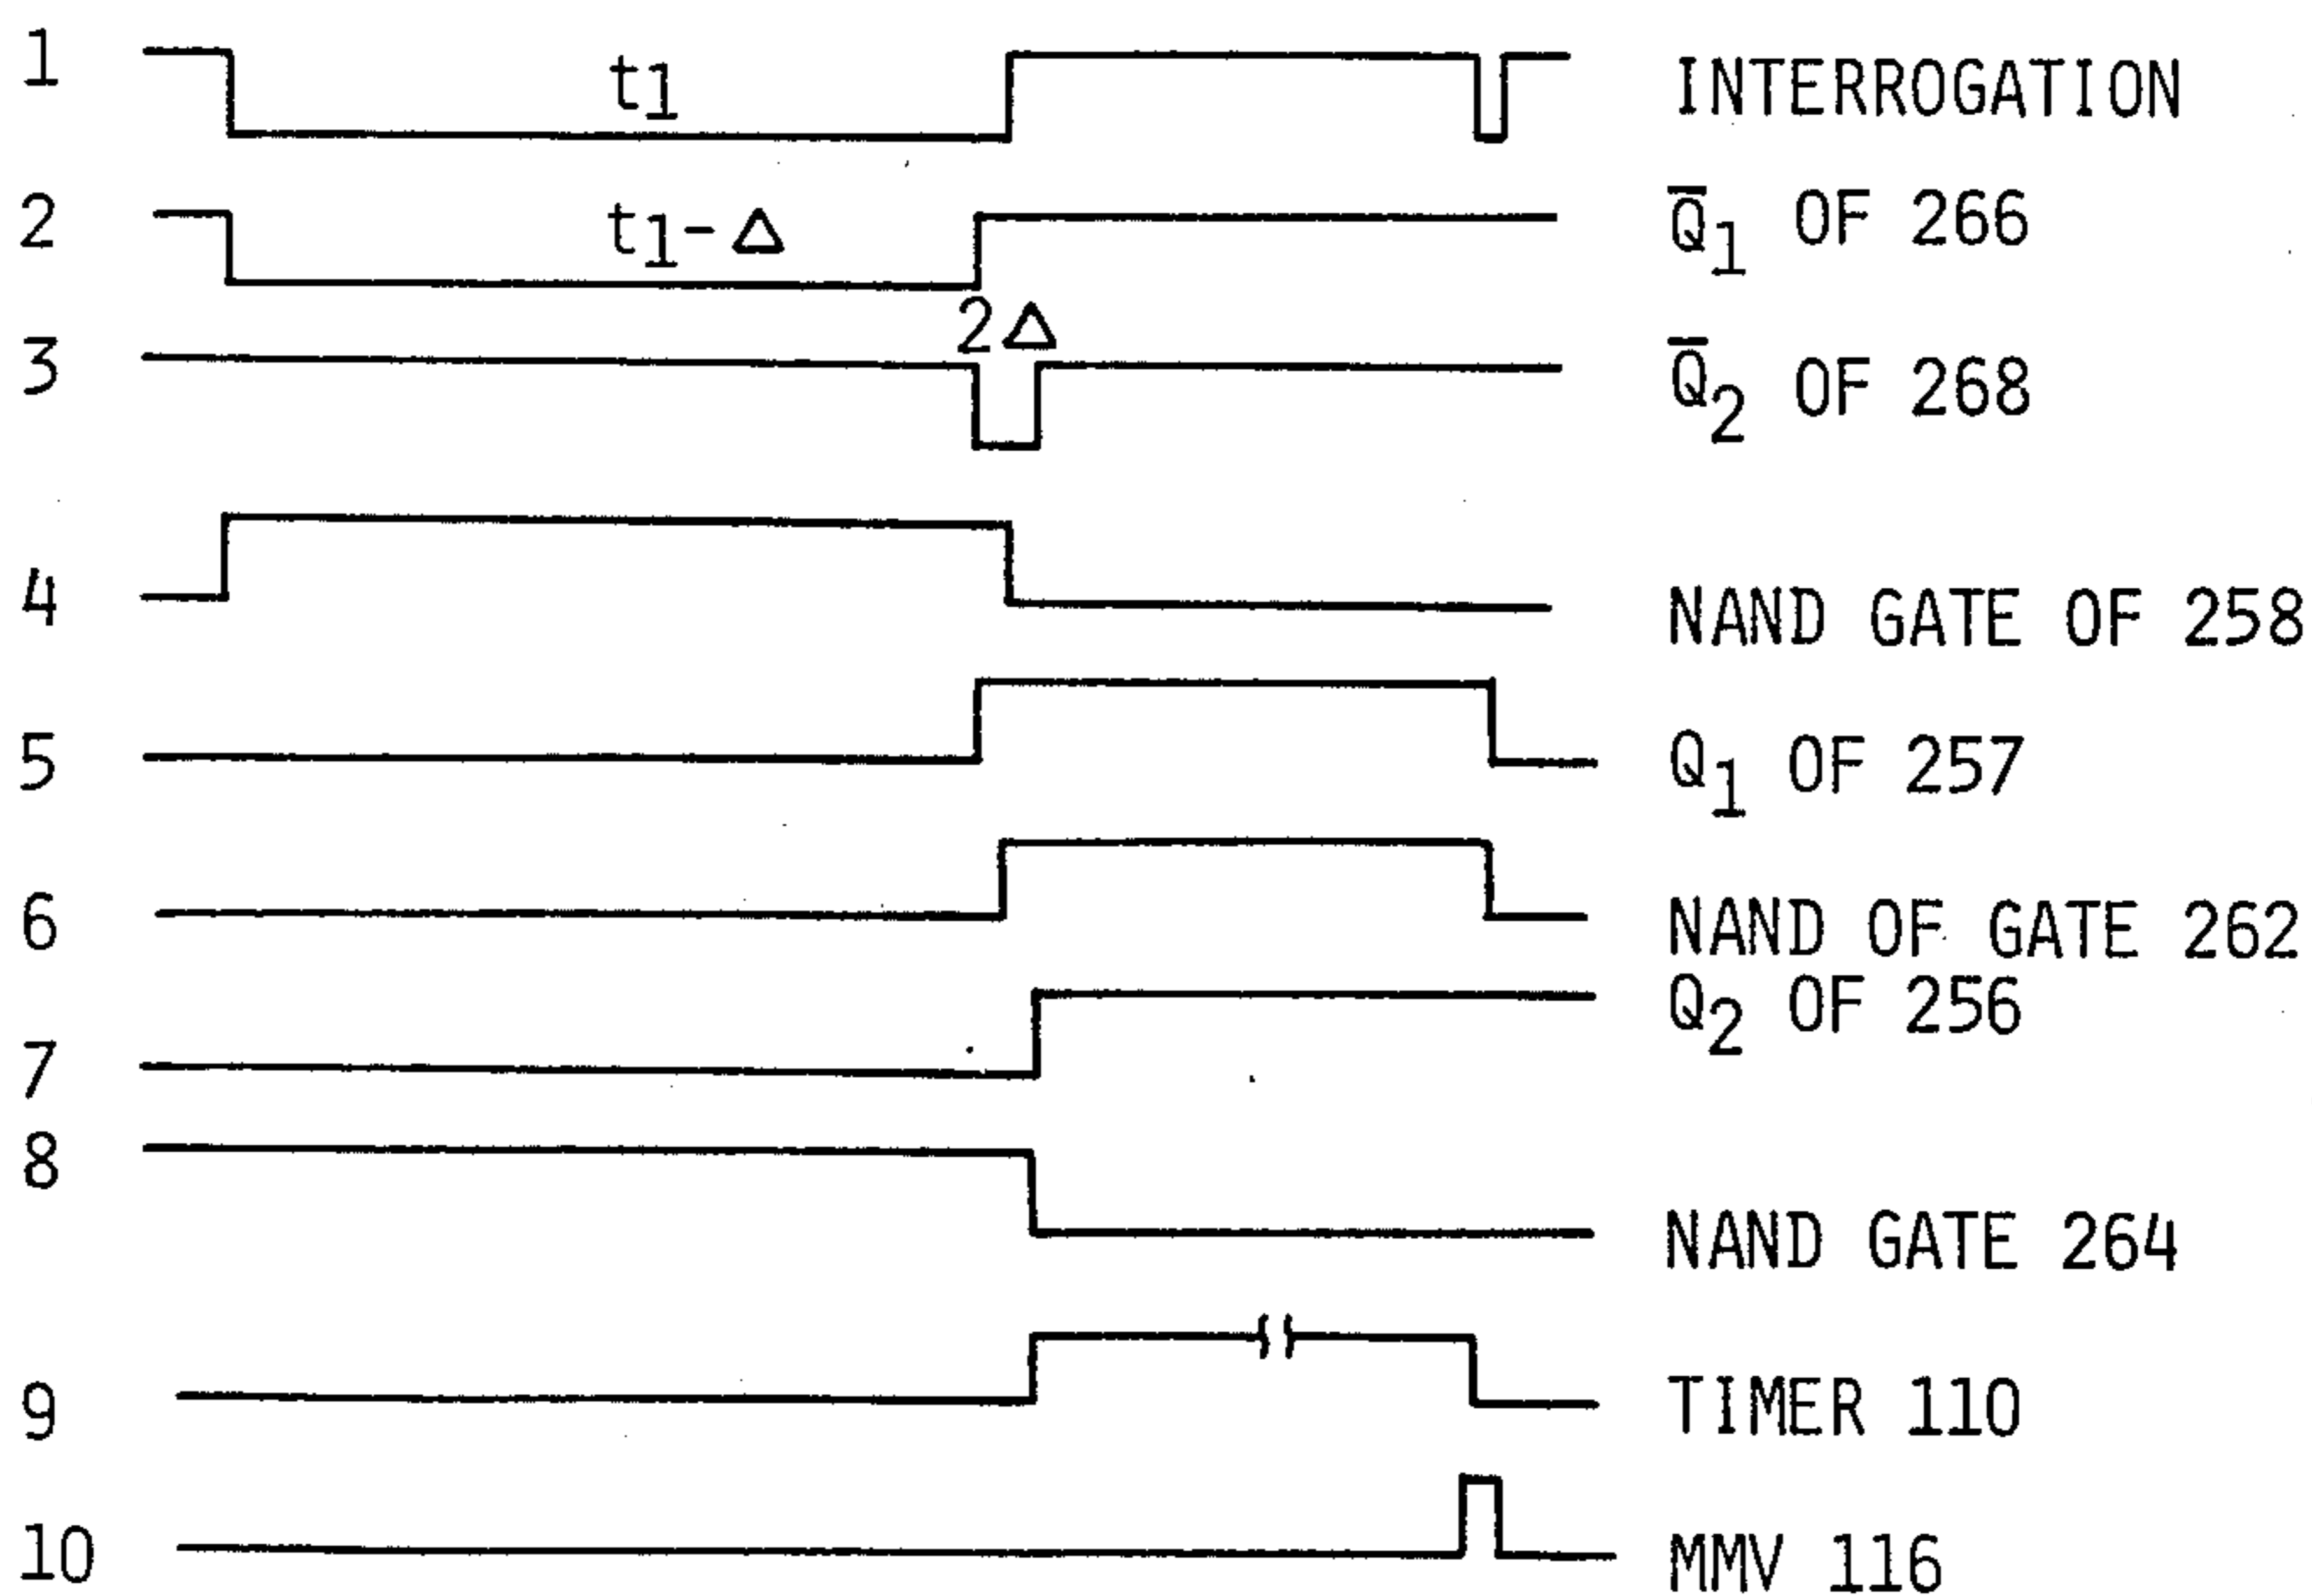 1 t1 INTERROGATION
2 t1-Δ Q̅1 OF 266
2Δ
3 Q̅2 OF 268
4 NAND GATE OF 258
5 Q1 OF 257
6 NAND OF GATE 262
Q2 OF 256
7
8
NAND GATE 264
9 TIMER 110
10 MMV 116